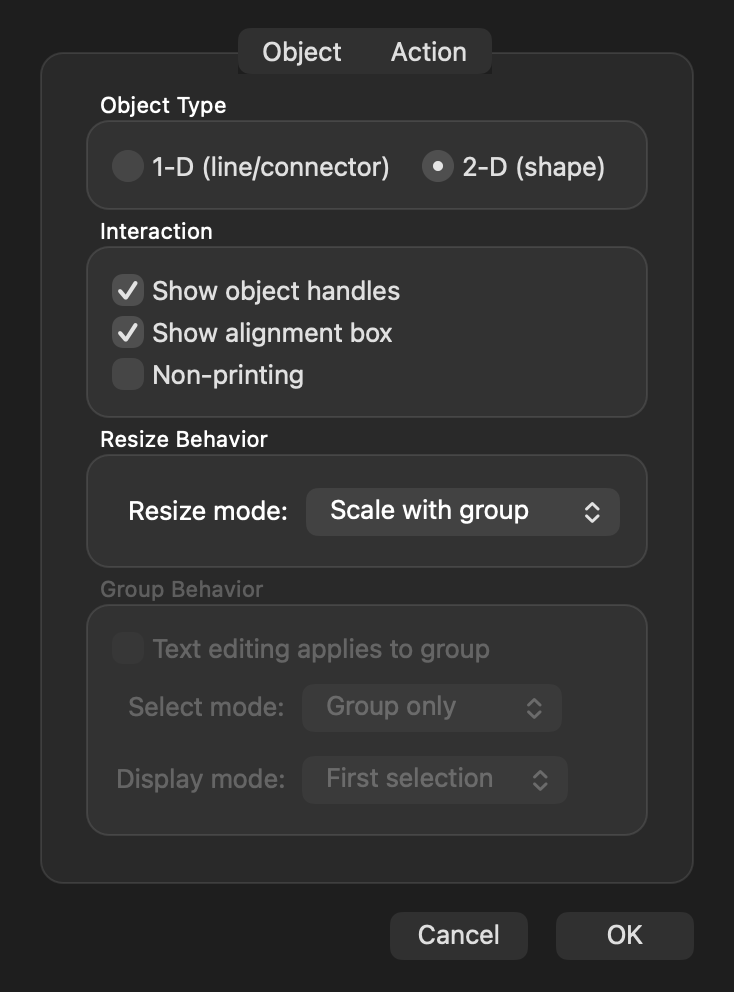 Object Action
Object Type
1-D (line/connector) 2-D (shape)
Interaction
Show object handles
Show alignment box
Non-printing
Resize Behavior
Resize mode: Scale with group
Group Behavior
Text editing applies to group
Select mode: Group only
Display mode: First selection
Cancel OK